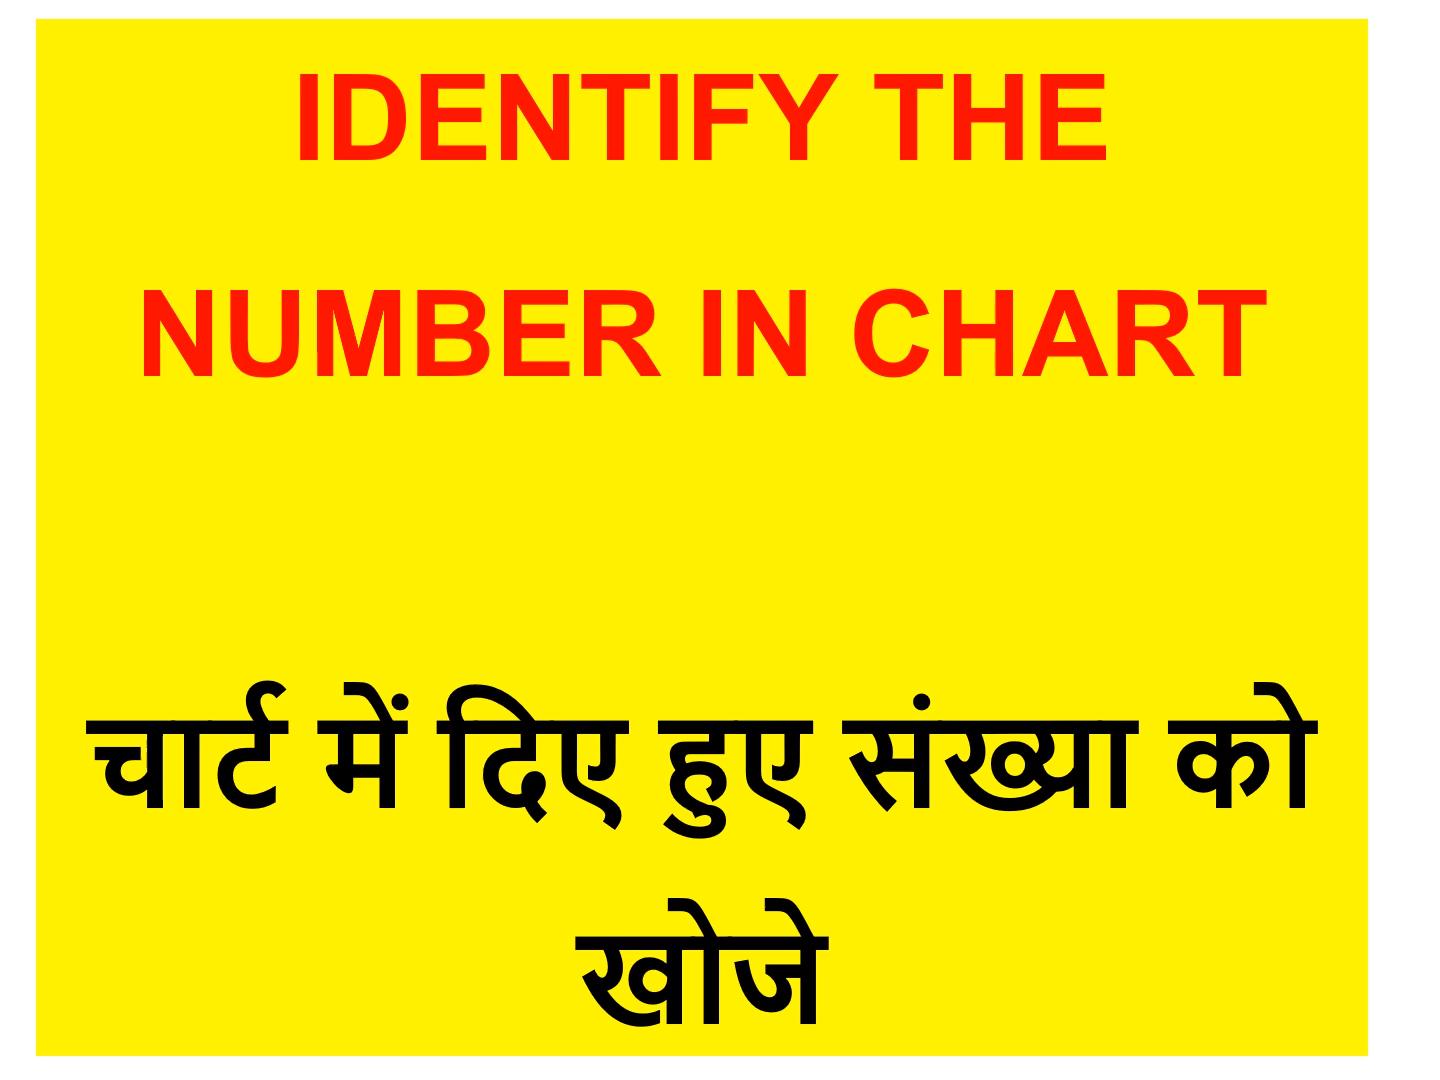 IDENTIFY THE
NUMBER IN CHART
चार्ट में दिए हुए संख्या को
खोजे